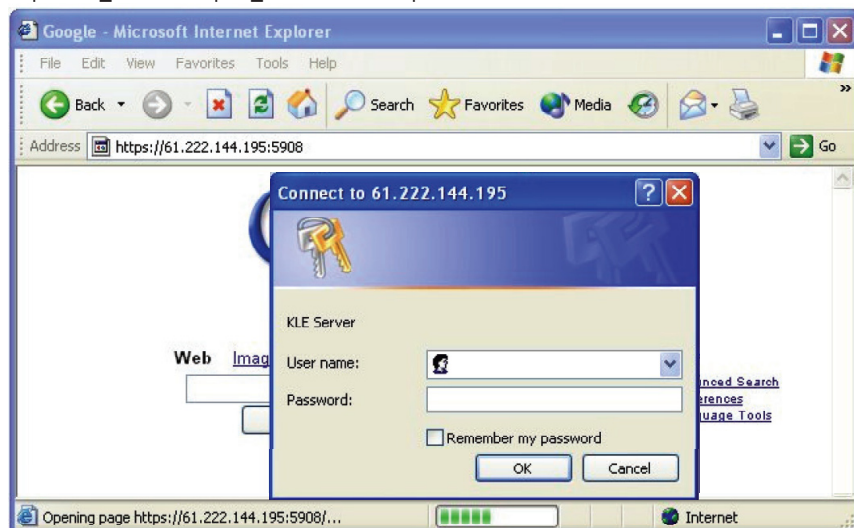 Google - Microsoft Internet Explorer
File Edit View Favorites Tools Help
Back Search Favorites Media
Address https://61.222.144.195:5908 Go
Connect to 61.222.144.195
KLE Server
Web Imag
User name:
Password:
anced Search
erences
guage Tools
Remember my password
OK Cancel
Opening page https://61.222.144.195:5908/... Internet